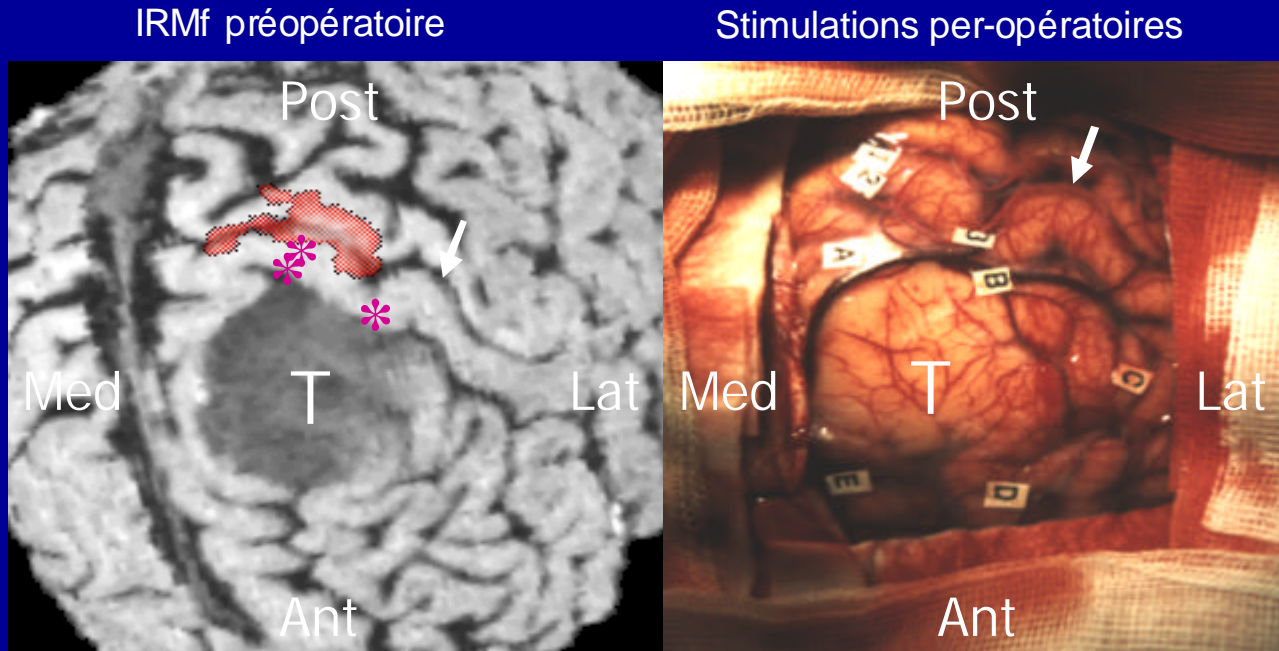 IRMf préopératoire
Stimulations per-opératoires
Post
Post
A
B
Med
T
Lat
Med
T
C
Lat
E
D
Ant
Ant